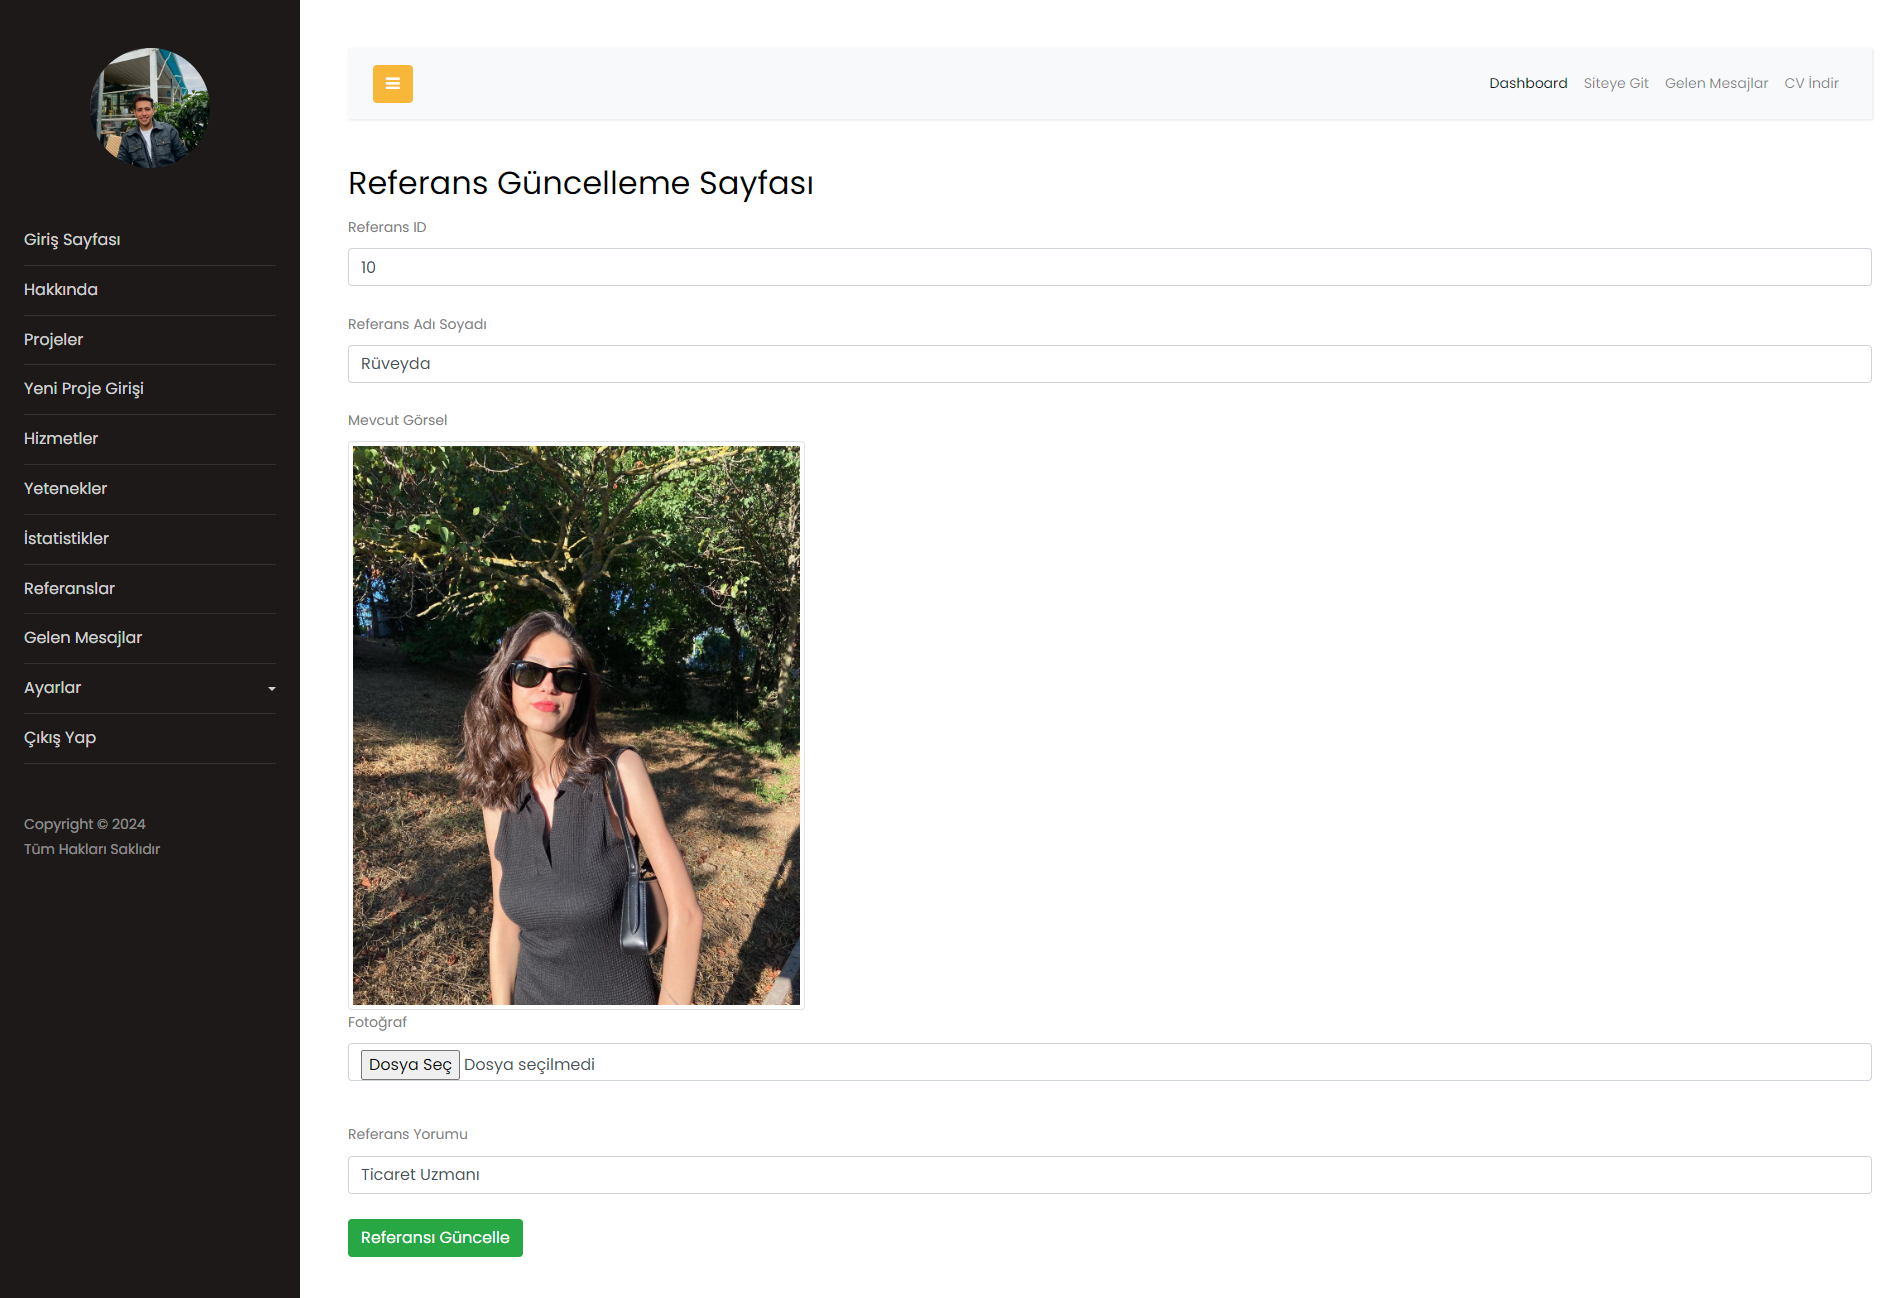 Dashboard Siteye Git Gelen Mesajlar CV İndir
Giriş Sayfası
Hakkında
Projeler
Yeni Proje Girişi
Hizmetler
Yetenekler
İstatistikler
Referanslar
Gelen Mesajlar
Ayarlar
Çıkış Yap
Copyright © 2024
Tüm Hakları Saklıdır
Referans Güncelleme Sayfası
Referans ID
10
Referans Adı Soyadı
Rüveyda
Mevcut Görsel
Fotoğraf
Dosya Seç Dosya seçilmedi
Referans Yorumu
Ticaret Uzmanı
Referansı Güncelle